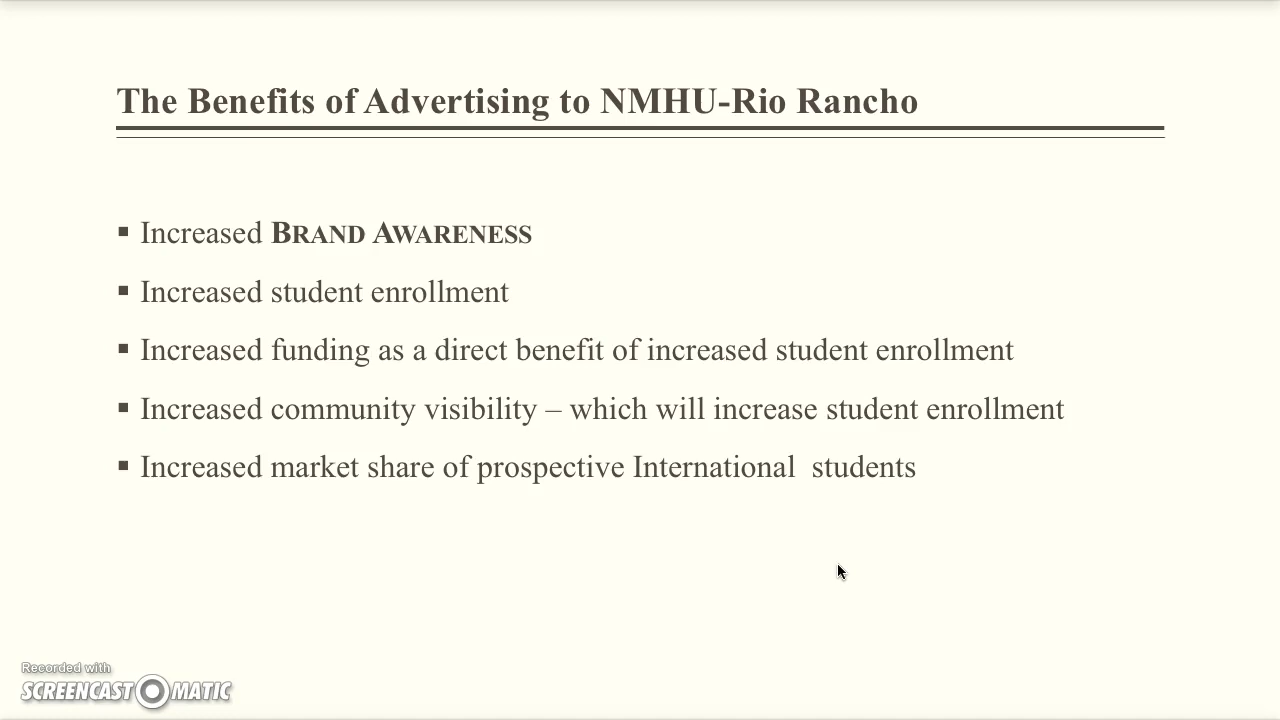 The Benefits of Advertising to NMHU-Rio Rancho
▪ Increased BRAND AWARENESS
▪ Increased student enrollment
▪ Increased funding as a direct benefit of increased student enrollment
▪ Increased community visibility – which will increase student enrollment
▪ Increased market share of prospective International  students
Recorded with
SCREENCAST O MATIC